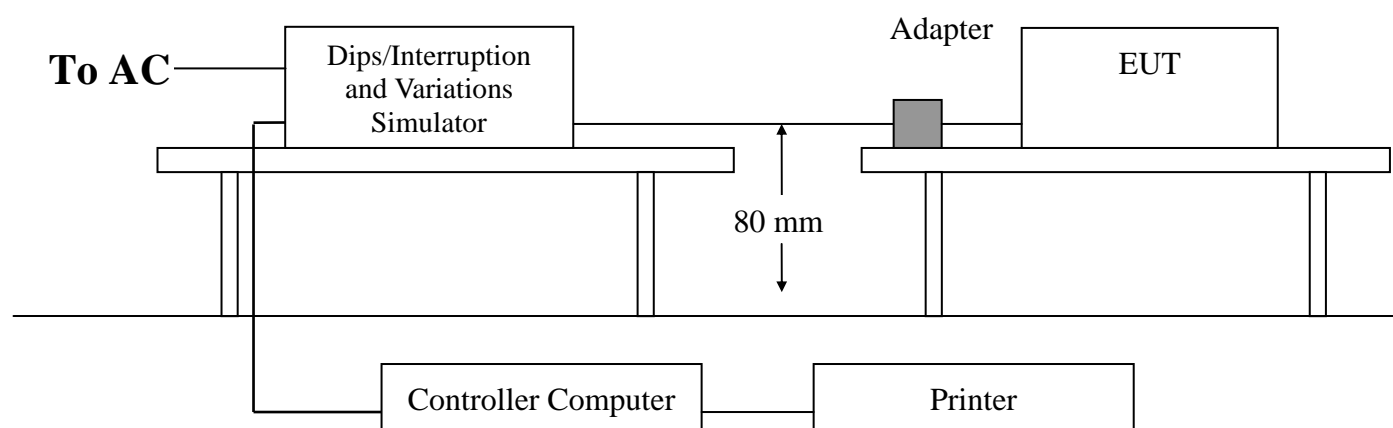 To AC
Dips/Interruption
and Variations
Simulator
Adapter
EUT
80 mm
Controller Computer
Printer